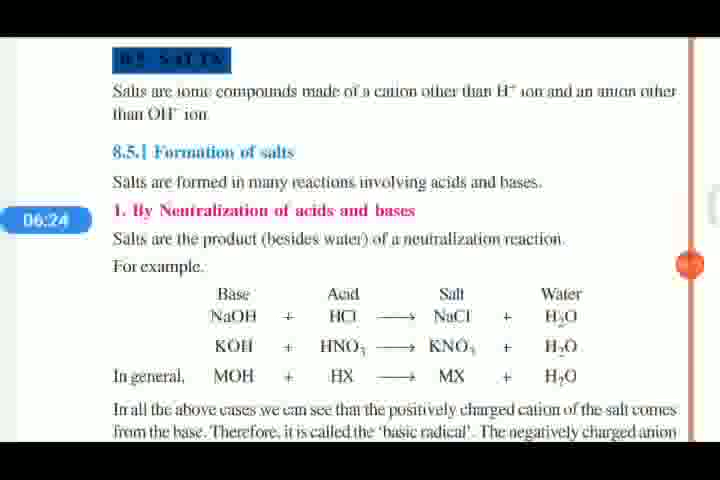 8.5 SALTS
Salts are ionic compounds made of a cation other than H⁺ ion and an anion other
than OH⁻ ion
8.5.1 Formation of salts
Salts are formed in many reactions involving acids and bases.
1. By Neutralization of acids and bases
06:24
Salts are the product (besides water) of a neutralization reaction.
For example.
Base Acid Salt Water
NaOH + HCl ⟶ NaCl + H₂O
KOH + HNO₃ ⟶ KNO₃ + H₂O
In general, MOH + HX ⟶ MX + H₂O
In all the above cases we can see that the positively charged cation of the salt comes
from the base. Therefore, it is called the ‘basic radical’. The negatively charged anion